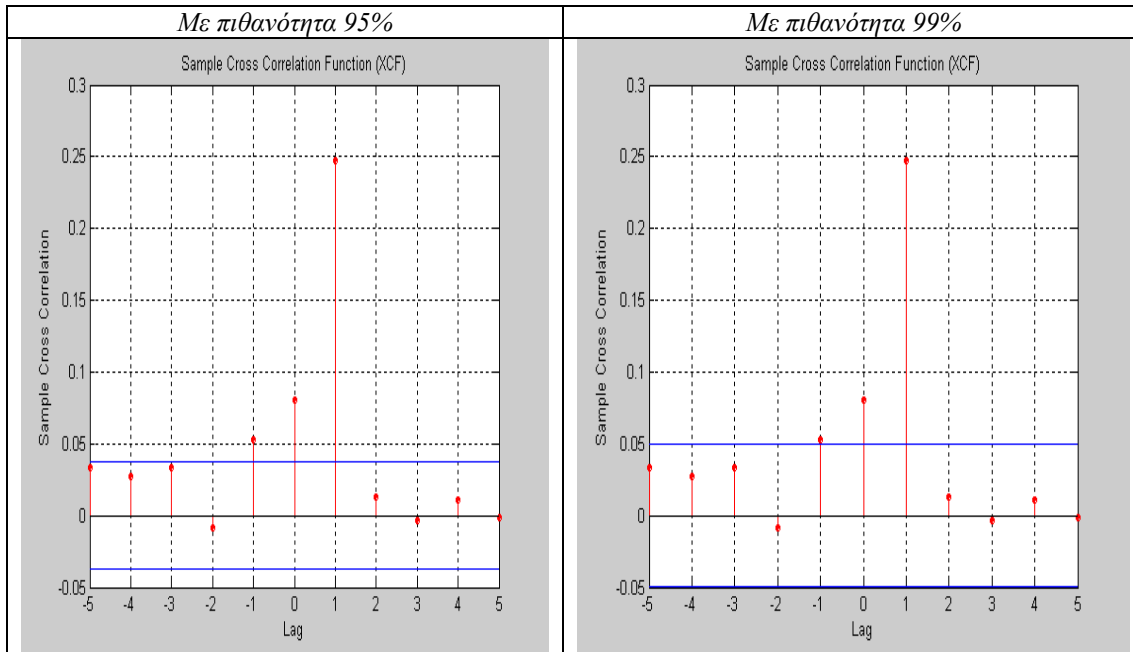 Με πιθανότητα 95%
Με πιθανότητα 99%
Sample Cross Correlation Function (XCF)
0.3
0.25
0.2
0.15
0.1
0.05
0
-0.05
Sample Cross Correlation
-5 -4 -3 -2 -1 0 1 2 3 4 5
Lag
Sample Cross Correlation Function (XCF)
0.3
0.25
0.2
0.15
0.1
0.05
0
-0.05
Sample Cross Correlation
-5 -4 -3 -2 -1 0 1 2 3 4 5
Lag